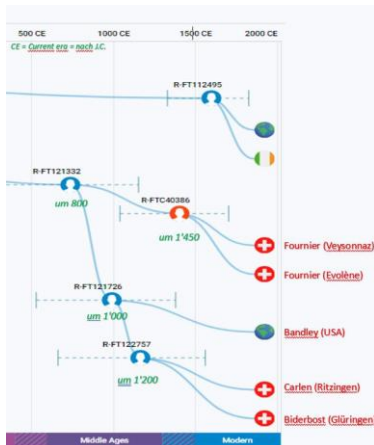 500 CE 1000 CE 1500 CE 2000 CE
CE = Current era = nach J.C.
R-FT112495
R-FT121332
um 800
R-FTC40386
um 1'450
Fournier (Veysonnaz)
Fournier (Evolène)
R-FT121726
um 1'000
Bandley (USA)
R-FT122757
um 1'200
Carlen (Ritzingen)
Biderbost (Glüringen)
Middle Ages Modern